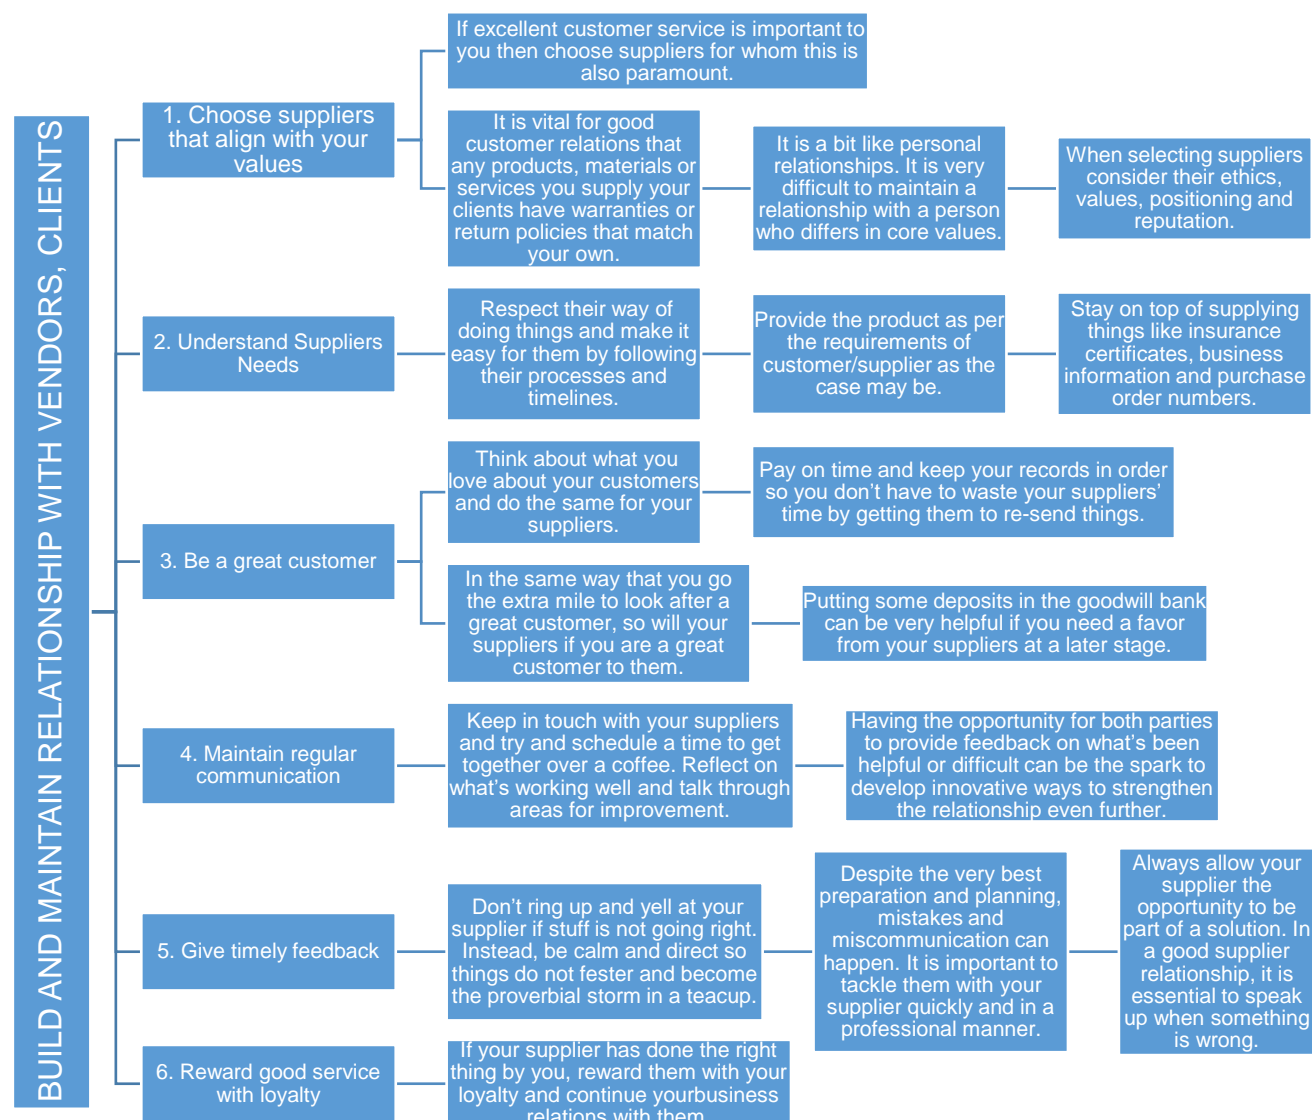 BUILD AND MAINTAIN RELATIONSHIP WITH VENDORS, CLIENTS
1. Choose suppliers
that align with your
values
If excellent customer service is important to
you then choose suppliers for whom this is
also paramount.
It is vital for good
customer relations that
any products, materials or
services you supply your
clients have warranties or
return policies that match
your own.
It is a bit like personal
relationships. It is very
difficult to maintain a
relationship with a person
who differs in core values.
When selecting suppliers
consider their ethics,
values, positioning and
reputation.
2. Understand Suppliers
Needs
Respect their way of
doing things and make it
easy for them by following
their processes and
timelines.
Provide the product as per
the requirements of
customer/supplier as the
case may be.
Stay on top of supplying
things like insurance
certificates, business
information and purchase
order numbers.
3. Be a great customer
Think about what you
love about your customers
and do the same for your
suppliers.
Pay on time and keep your records in order
so you don’t have to waste your suppliers’
time by getting them to re-send things.
In the same way that you go
the extra mile to look after a
great customer, so will your
suppliers if you are a great
customer to them.
Putting some deposits in the goodwill bank
can be very helpful if you need a favor
from your suppliers at a later stage.
4. Maintain regular
communication
Keep in touch with your suppliers
and try and schedule a time to get
together over a coffee. Reflect on
what’s working well and talk through
areas for improvement.
Having the opportunity for both parties
to provide feedback on what’s been
helpful or difficult can be the spark to
develop innovative ways to strengthen
the relationship even further.
5. Give timely feedback
Don’t ring up and yell at your
supplier if stuff is not going right.
Instead, be calm and direct so
things do not fester and become
the proverbial storm in a teacup.
Despite the very best
preparation and planning,
mistakes and
miscommunication can
happen. It is important to
tackle them with your
supplier quickly and in a
professional manner.
Always allow your
supplier the
opportunity to be
part of a solution. In
a good supplier
relationship, it is
essential to speak
up when something
is wrong.
6. Reward good service
with loyalty
If your supplier has done the right
thing by you, reward them with your
loyalty and continue yourbusiness
relations with them